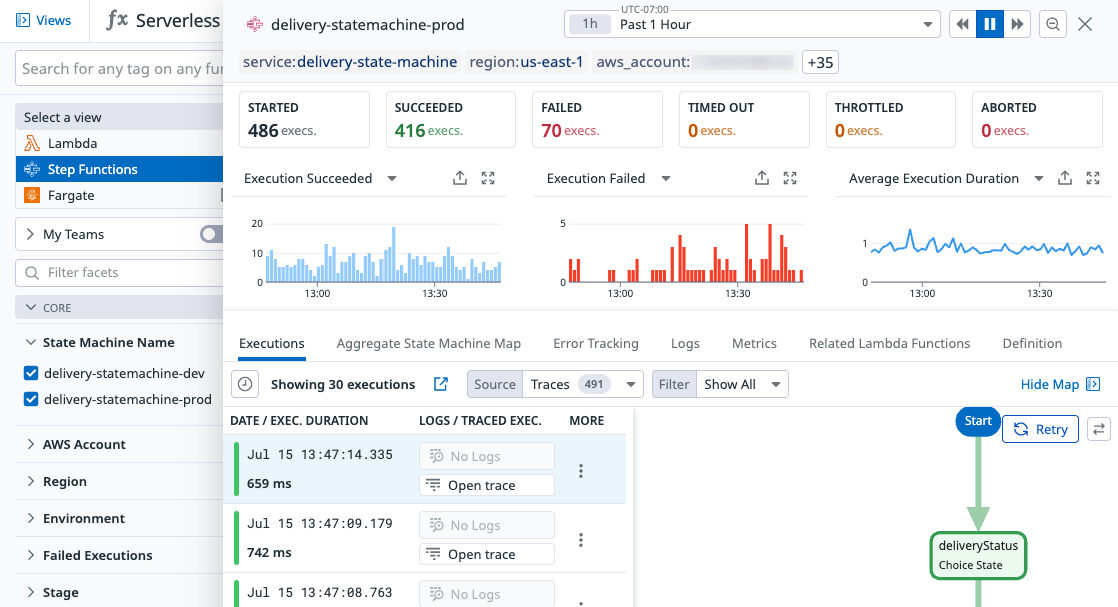 Views
fx Serverless
Search for any tag on any fu
Select a view
Lambda
Step Functions
Fargate
My Teams
Filter facets
CORE
State Machine Name
delivery-statemachine-dev
delivery-statemachine-prod
AWS Account
Region
Environment
Failed Executions
Stage
delivery-statemachine-prod
UTC-07:00
1h Past 1 Hour
service:delivery-state-machine region:us-east-1 aws_account: +35
STARTED
486 execs.
SUCCEEDED
416 execs.
FAILED
70 execs.
TIMED OUT
0 execs.
THROTTLED
0 execs.
ABORTED
0 execs.
Execution Succeeded
20
10
0
13:00 13:30
Execution Failed
5
0
13:00 13:30
Average Execution Duration
1
0
13:00 13:30
Executions Aggregate State Machine Map Error Tracking Logs Metrics Related Lambda Functions Definition
Showing 30 executions Source Traces 491 Filter Show All Hide Map
DATE / EXEC. DURATION LOGS / TRACED EXEC. MORE
Jul 15 13:47:14.335 No Logs
659 ms Open trace
Jul 15 13:47:09.179 No Logs
742 ms Open trace
Jul 15 13:47:08.763 No Logs
Start
Retry
deliveryStatus
Choice State